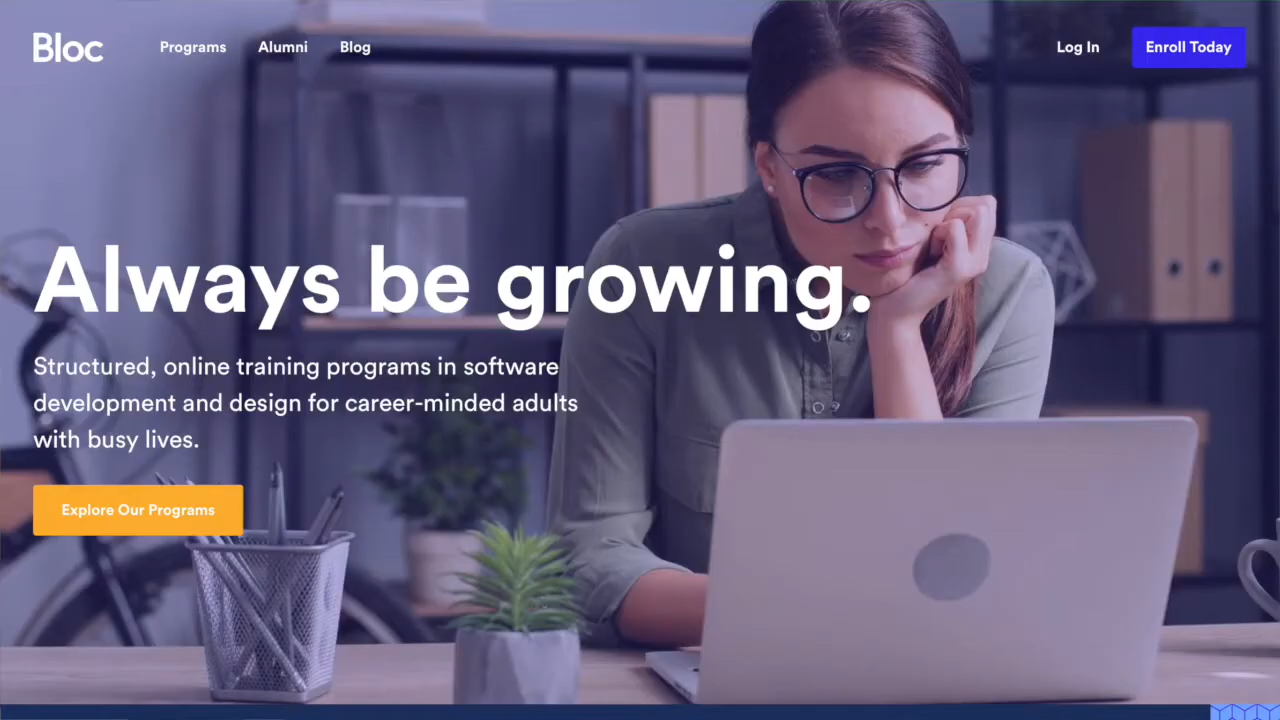 Bloc
Programs
Alumni
Blog
Log In
Enroll Today
Always be growing.
Structured, online training programs in software
development and design for career-minded adults
with busy lives.
Explore Our Programs